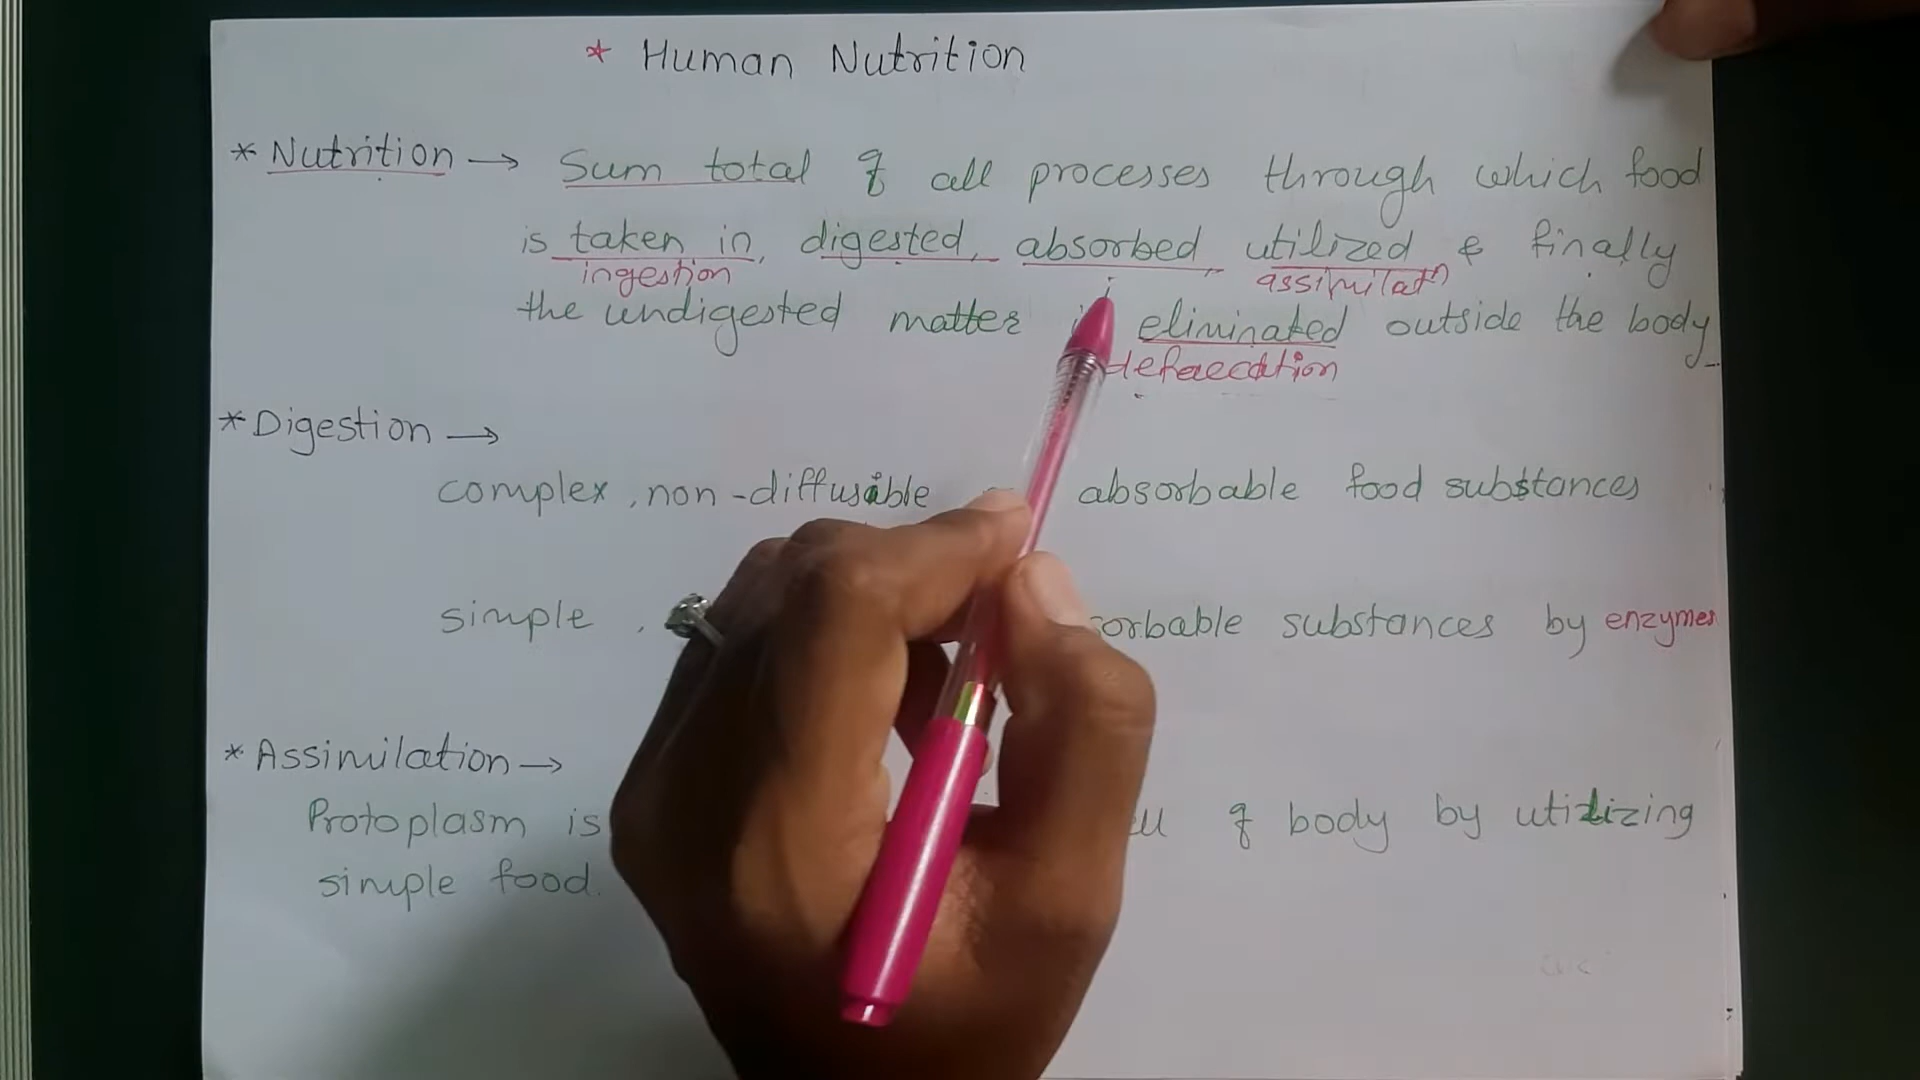 * Human Nutrition
* Nutrition → Sum total of all processes through which food
is taken in, digested, absorbed, utilized & finally
ingestion assimilatn
the undigested matter eliminated outside the body
defaecation
* Digestion →
complex, non-diffusible absorbable food substances
simple, orbable substances by enzymes
* Assimilation →
Protoplasm is of body by utilizing
simple food.